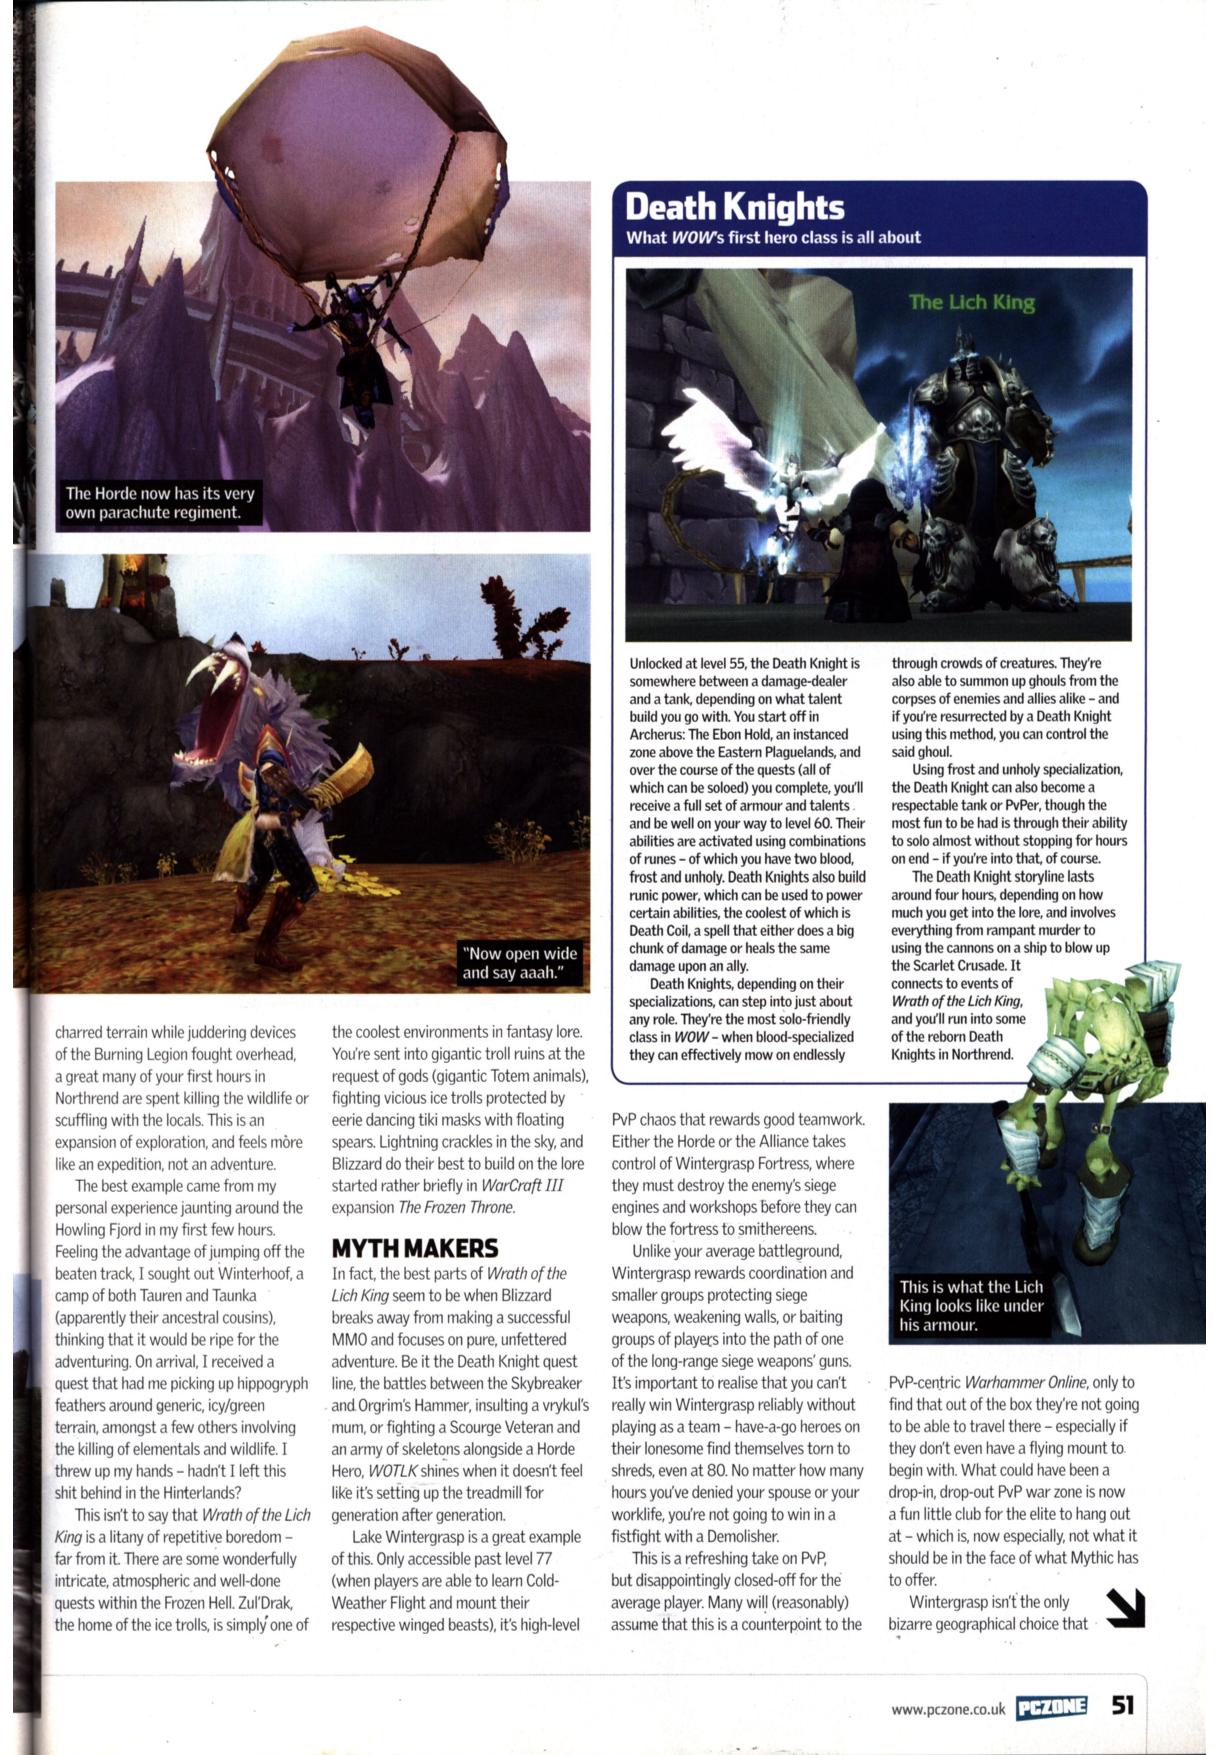 The Horde now has its very
own parachute regiment.
"Now open wide
and say aaah."
charred terrain while juddering devices
of the Burning Legion fought overhead,
a great many of your first hours in
Northrend are spent killing the wildlife or
scuffling with the locals. This is an
expansion of exploration, and feels more
like an expedition, not an adventure.
The best example came from my
personal experience jaunting around the
Howling Fjord in my first few hours.
Feeling the advantage of jumping off the
beaten track, I sought out Winterhoof, a
camp of both Tauren and Taunka
(apparently their ancestral cousins),
thinking that it would be ripe for the
adventuring. On arrival, I received a
quest that had me picking up hippogryph
feathers around generic, icy/green
terrain, amongst a few others involving
the killing of elementals and wildlife. I
threw up my hands – hadn't I left this
shit behind in the Hinterlands?
This isn't to say that Wrath of the Lich
King is a litany of repetitive boredom –
far from it. There are some wonderfully
intricate, atmospheric and well-done
quests within the Frozen Hell. Zul'Drak,
the home of the ice trolls, is simply one of
the coolest environments in fantasy lore.
You're sent into gigantic troll ruins at the
request of gods (gigantic Totem animals),
fighting vicious ice trolls protected by
eerie dancing tiki masks with floating
spears. Lightning crackles in the sky, and
Blizzard do their best to build on the lore
started rather briefly in WarCraft III
expansion The Frozen Throne.
MYTH MAKERS
In fact, the best parts of Wrath of the
Lich King seem to be when Blizzard
breaks away from making a successful
MMO and focuses on pure, unfettered
adventure. Be it the Death Knight quest
line, the battles between the Skybreaker
and Orgrim's Hammer, insulting a vrykul's
mum, or fighting a Scourge Veteran and
an army of skeletons alongside a Horde
Hero, WOTLK shines when it doesn't feel
like it's setting up the treadmill for
generation after generation.
Lake Wintergrasp is a great example
of this. Only accessible past level 77
(when players are able to learn Cold-
Weather Flight and mount their
respective winged beasts), it's high-level
PvP chaos that rewards good teamwork.
Either the Horde or the Alliance takes
control of Wintergrasp Fortress, where
they must destroy the enemy's siege
engines and workshops before they can
blow the fortress to smithereens.
Unlike your average battleground,
Wintergrasp rewards coordination and
smaller groups protecting siege
weapons, weakening walls, or baiting
groups of players into the path of one
of the long-range siege weapons' guns.
It's important to realise that you can't
really win Wintergrasp reliably without
playing as a team – have-a-go heroes on
their lonesome find themselves torn to
shreds, even at 80. No matter how many
hours you've denied your spouse or your
worklife, you're not going to win in a
fistfight with a Demolisher.
This is a refreshing take on PvP,
but disappointingly closed-off for the
average player. Many will (reasonably)
assume that this is a counterpoint to the
PvP-centric Warhammer Online, only to
find that out of the box they're not going
to be able to travel there – especially if
they don't even have a flying mount to
begin with. What could have been a
drop-in, drop-out PvP war zone is now
a fun little club for the elite to hang out
at – which is, now especially, not what it
should be in the face of what Mythic has
to offer.
Wintergrasp isn't the only
bizarre geographical choice that
Death Knights
What WOW's first hero class is all about
The Lich King
Unlocked at level 55, the Death Knight is
somewhere between a damage-dealer
and a tank, depending on what talent
build you go with. You start off in
Archerus: The Ebon Hold, an instanced
zone above the Eastern Plaguelands, and
over the course of the quests (all of
which can be soloed) you complete, you'll
receive a full set of armour and talents
and be well on your way to level 60. Their
abilities are activated using combinations
of runes – of which you have two blood,
frost and unholy. Death Knights also build
runic power, which can be used to power
certain abilities, the coolest of which is
Death Coil, a spell that either does a big
chunk of damage or heals the same
damage upon an ally.
Death Knights, depending on their
specializations, can step into just about
any role. They're the most solo-friendly
class in WOW – when blood-specialized
they can effectively mow on endlessly
through crowds of creatures. They're
also able to summon up ghouls from the
corpses of enemies and allies alike – and
if you're resurrected by a Death Knight
using this method, you can control the
said ghoul.
Using frost and unholy specialization,
the Death Knight can also become a
respectable tank or PvPer, though the
most fun to be had is through their ability
to solo almost without stopping for hours
on end – if you're into that, of course.
The Death Knight storyline lasts
around four hours, depending on how
much you get into the lore, and involves
everything from rampant murder to
using the cannons on a ship to blow up
the Scarlet Crusade. It
connects to events of
Wrath of the Lich King,
and you'll run into some
of the reborn Death
Knights in Northrend.
This is what the Lich
King looks like under
his armour.
www.pczone.co.uk PCZONE 51